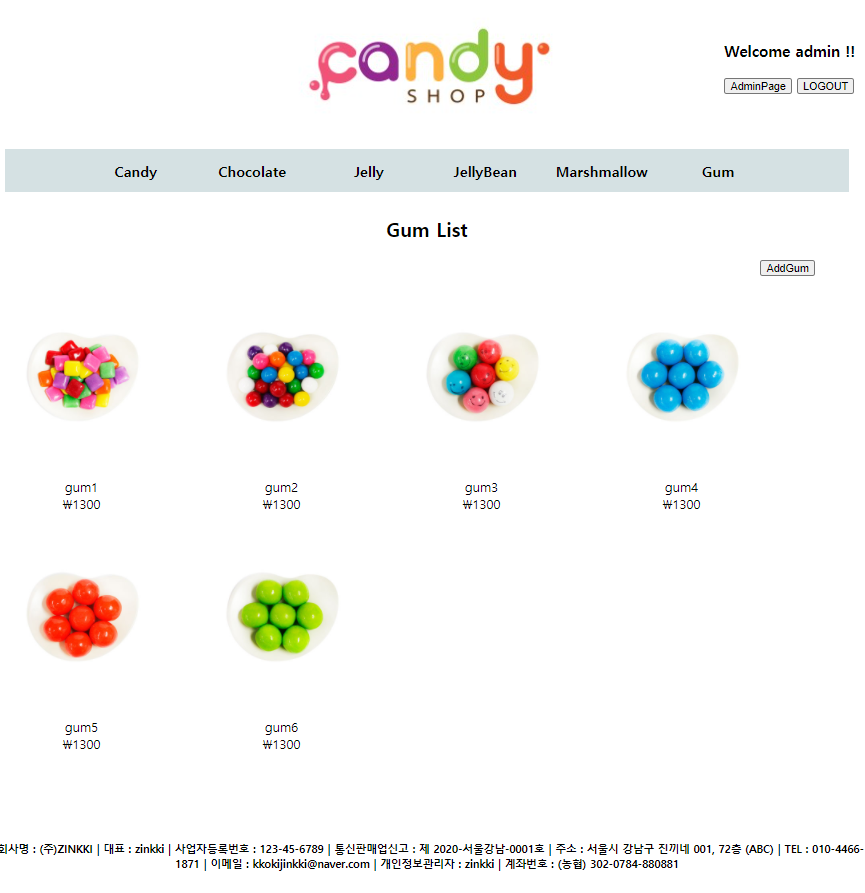 candy
SHOP
Welcome admin !!
AdminPage LOGOUT
Candy Chocolate Jelly JellyBean Marshmallow Gum
Gum List
AddGum
gum1 gum2 gum3 gum4
₩1300 ₩1300 ₩1300 ₩1300
gum5 gum6
₩1300 ₩1300
회사명 : (주)ZINKKI | 대표 : zinkki | 사업자등록번호 : 123-45-6789 | 통신판매업신고 : 제 2020-서울강남-0001호 | 주소 : 서울시 강남구 진끼네 001, 72층 (ABC) | TEL : 010-4466-
1871 | 이메일 : kkokijinkki@naver.com | 개인정보관리자 : zinkki | 계좌번호 : (농협) 302-0784-880881